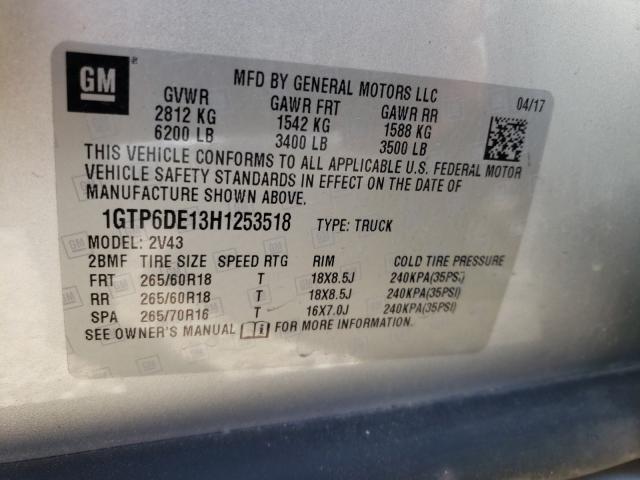 GM
MFD BY GENERAL MOTORS LLC
04/17
GVWR GAWR FRT GAWR RR
2812 KG 1542 KG 1588 KG
6200 LB 3400 LB 3500 LB
THIS VEHICLE CONFORMS TO ALL APPLICABLE U.S. FEDERAL MOTOR
VEHICLE SAFETY STANDARDS IN EFFECT ON THE DATE OF
MANUFACTURE SHOWN ABOVE.
1GTP6DE13H1253518 TYPE: TRUCK
MODEL: 2V43
2BMF TIRE SIZE SPEED RTG RIM COLD TIRE PRESSURE
FRT 265/60R18 T 18X8.5J 240KPA(35PSI)
RR 265/60R18 T 18X8.5J 240KPA(35PSI)
SPA 265/70R16 T 16X7.0J 240KPA(35PSI)
SEE OWNER'S MANUAL FOR MORE INFORMATION.